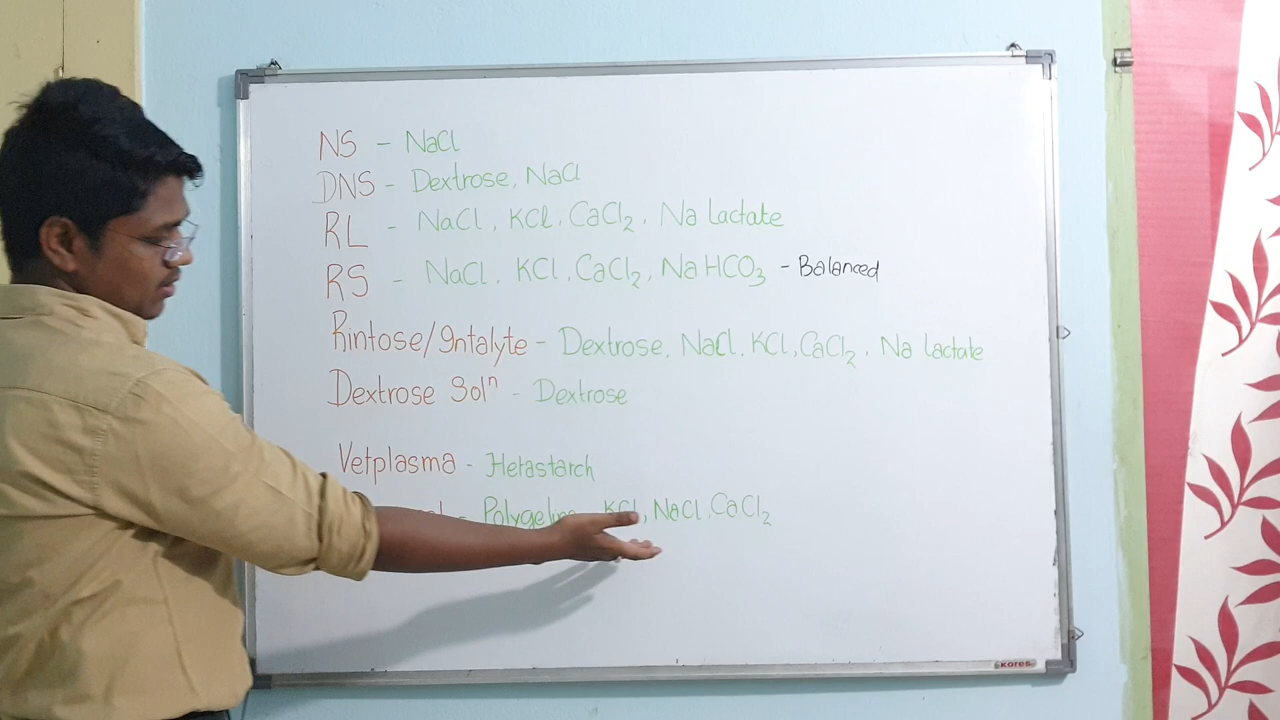 NS - NaCl
DNS - Dextrose, NaCl
RL - NaCl, KCl, CaCl2, Na Lactate
RS - NaCl, KCl, CaCl2, NaHCO3 - Balanced
Rintose/Intalyte - Dextrose, NaCl, KCl, CaCl2, Na Lactate
Dextrose Solⁿ - Dextrose
Vetplasma - Hetastarch
- Polygeline KCl, NaCl, CaCl2
kores